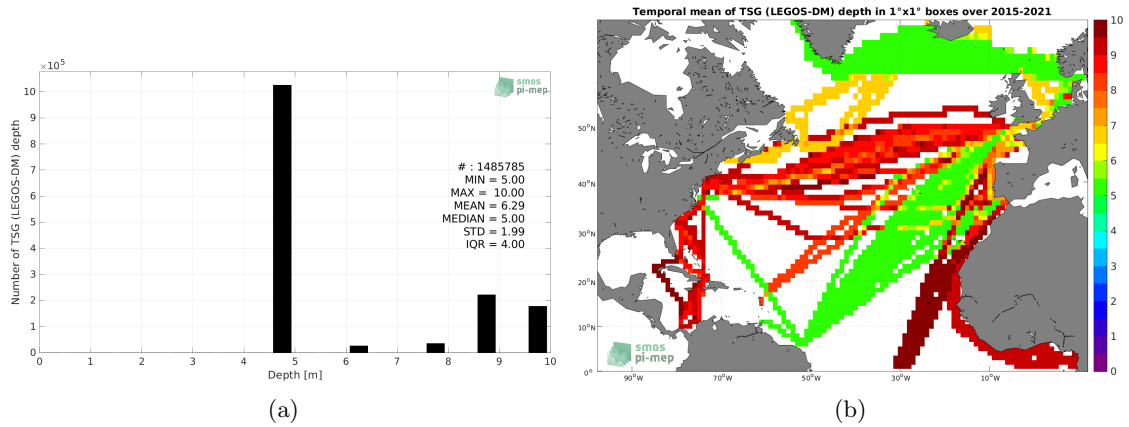 ×10⁵
10
9
8
7
6
5
4
3
2
1
0
Number of TSG (LEGOS-DM) depth
smos
pi-mep
# : 1485785
MIN = 5.00
MAX = 10.00
MEAN = 6.29
MEDIAN = 5.00
STD = 1.99
IQR = 4.00
0 1 2 3 4 5 6 7 8 9 10
Depth [m]
(a)
Temporal mean of TSG (LEGOS-DM) depth in 1°x1° boxes over 2015-2021
50°N
40°N
30°N
20°N
10°N
0°
90°W 70°W 50°W 30°W 10°W
smos
pi-mep
10
9
8
7
6
5
4
3
2
1
0
(b)